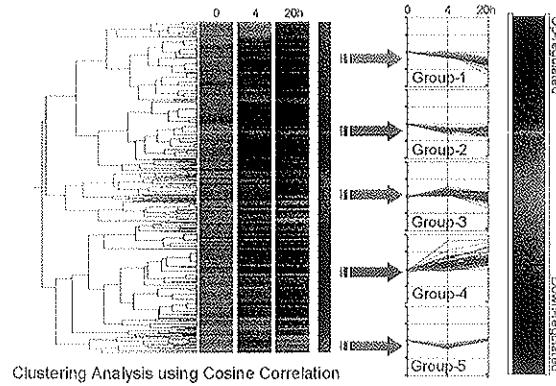 0 4 20h
0 4 20h
Group-1
Group-2
Group-3
Group-4
Group-5
Clustering Analysis using Cosine Correlation